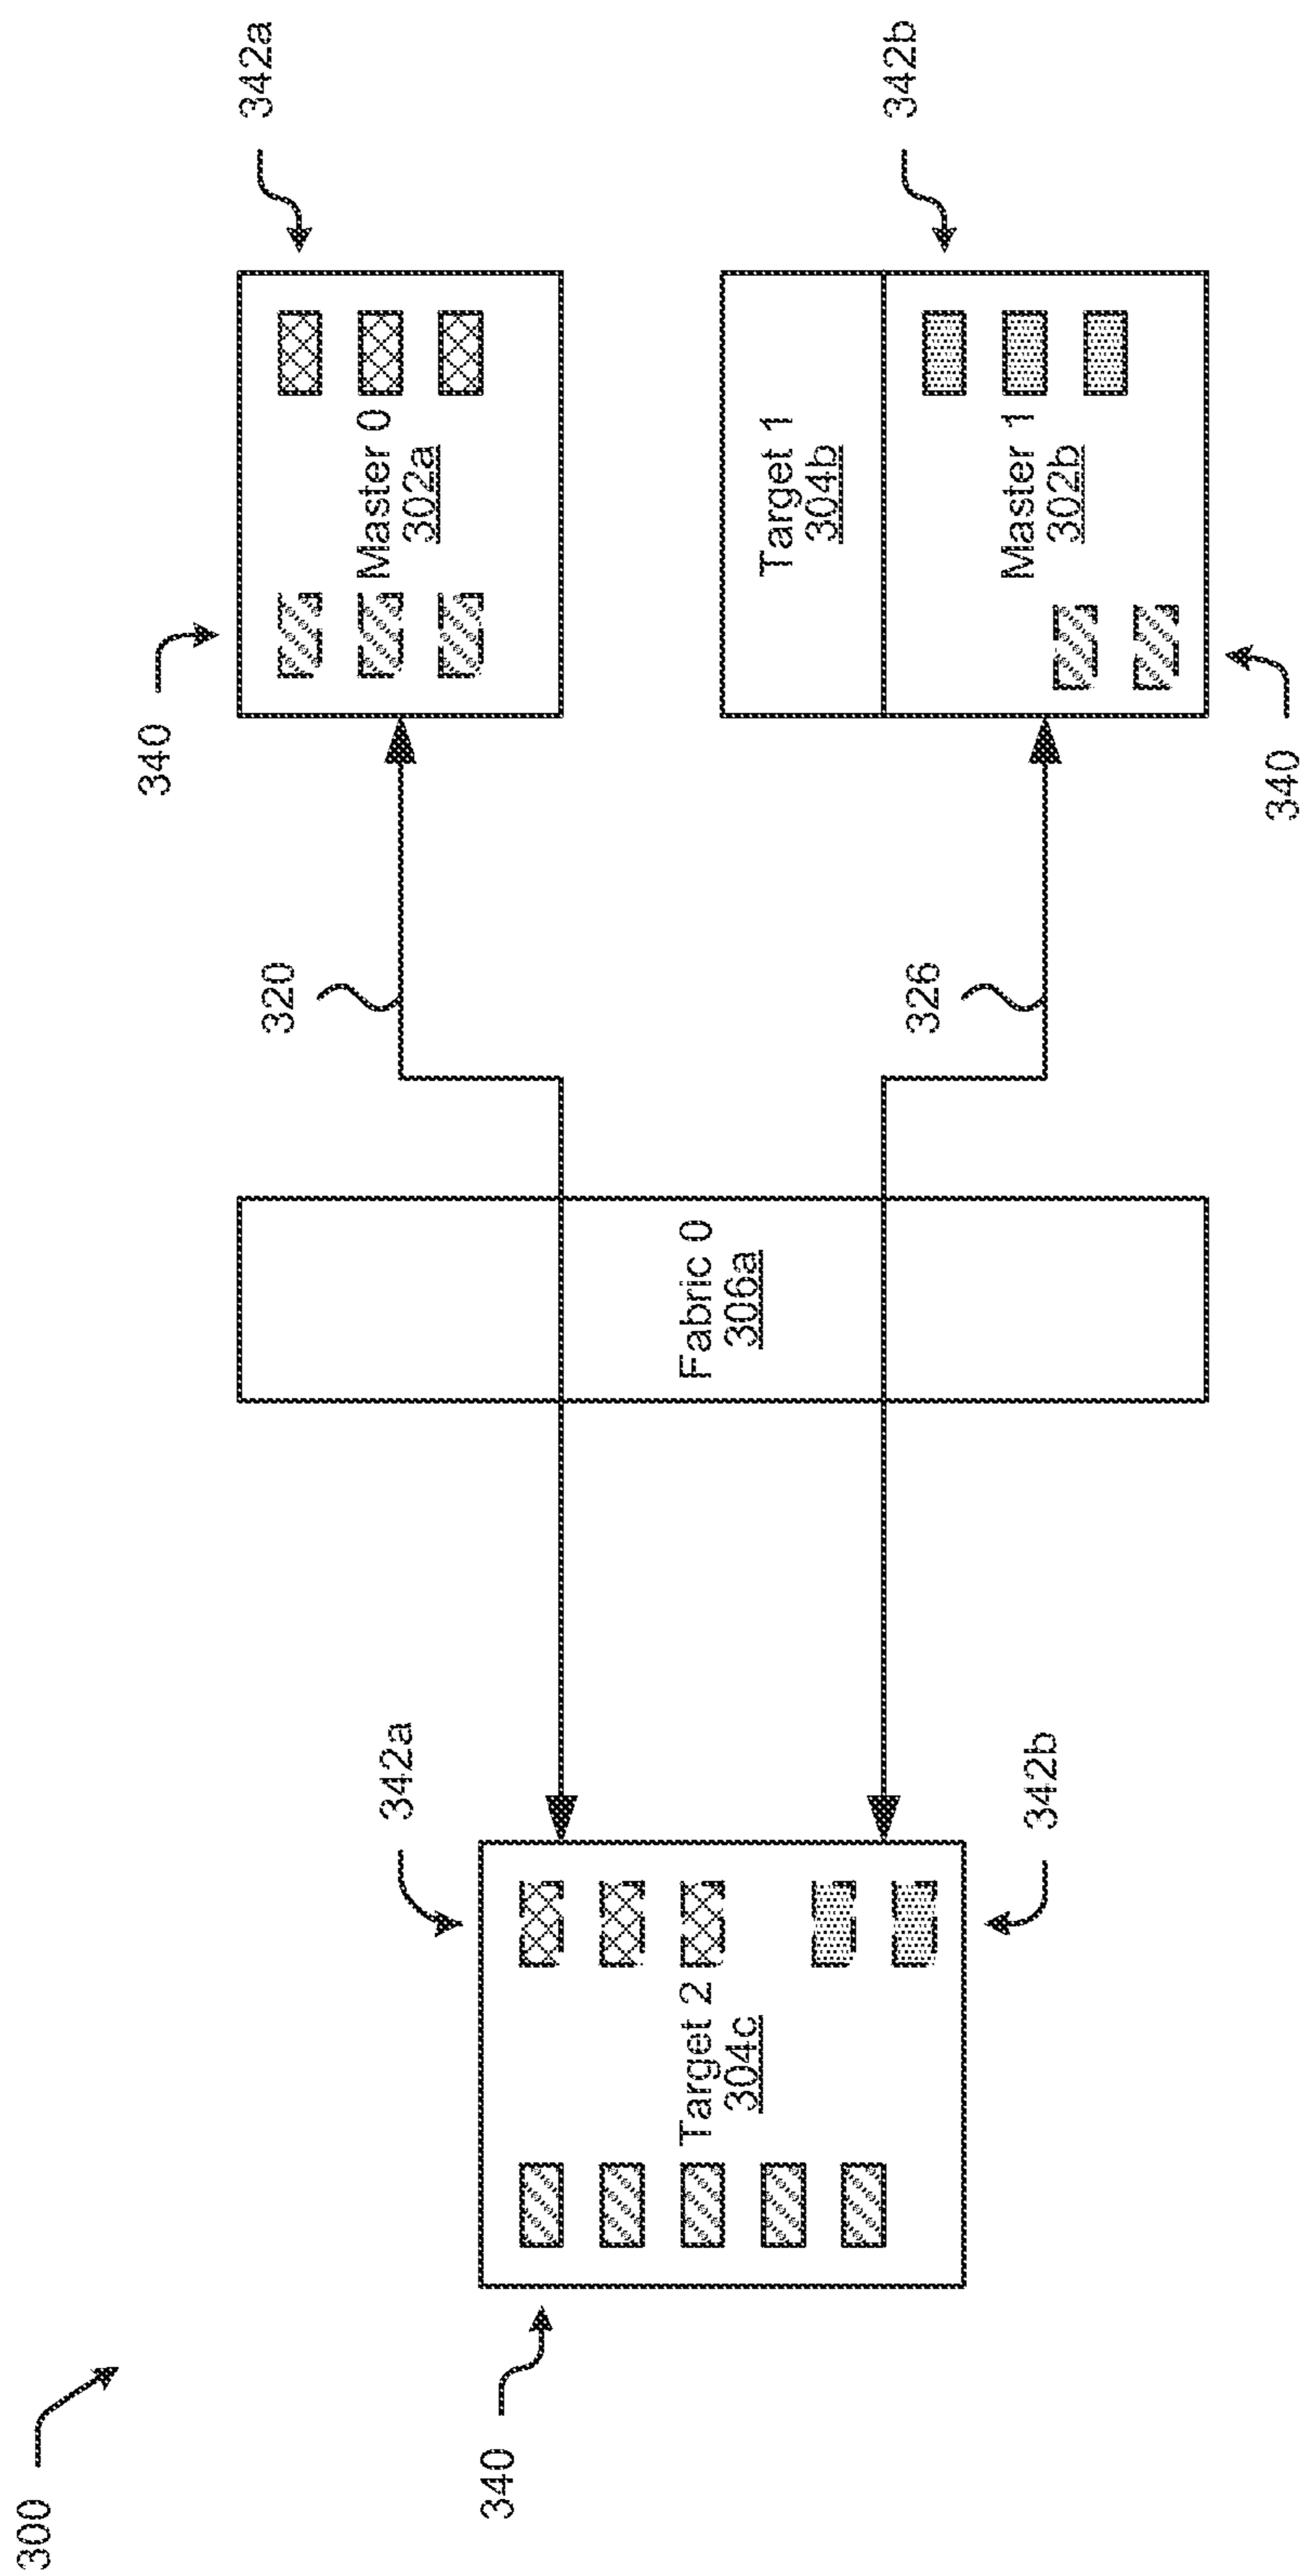 300
340
342a
Target 2
304c
342b
Fabric 0
306a
320
326
340
Master 0
302a
342a
Target 1
304b
Master 1
302b
340
342b